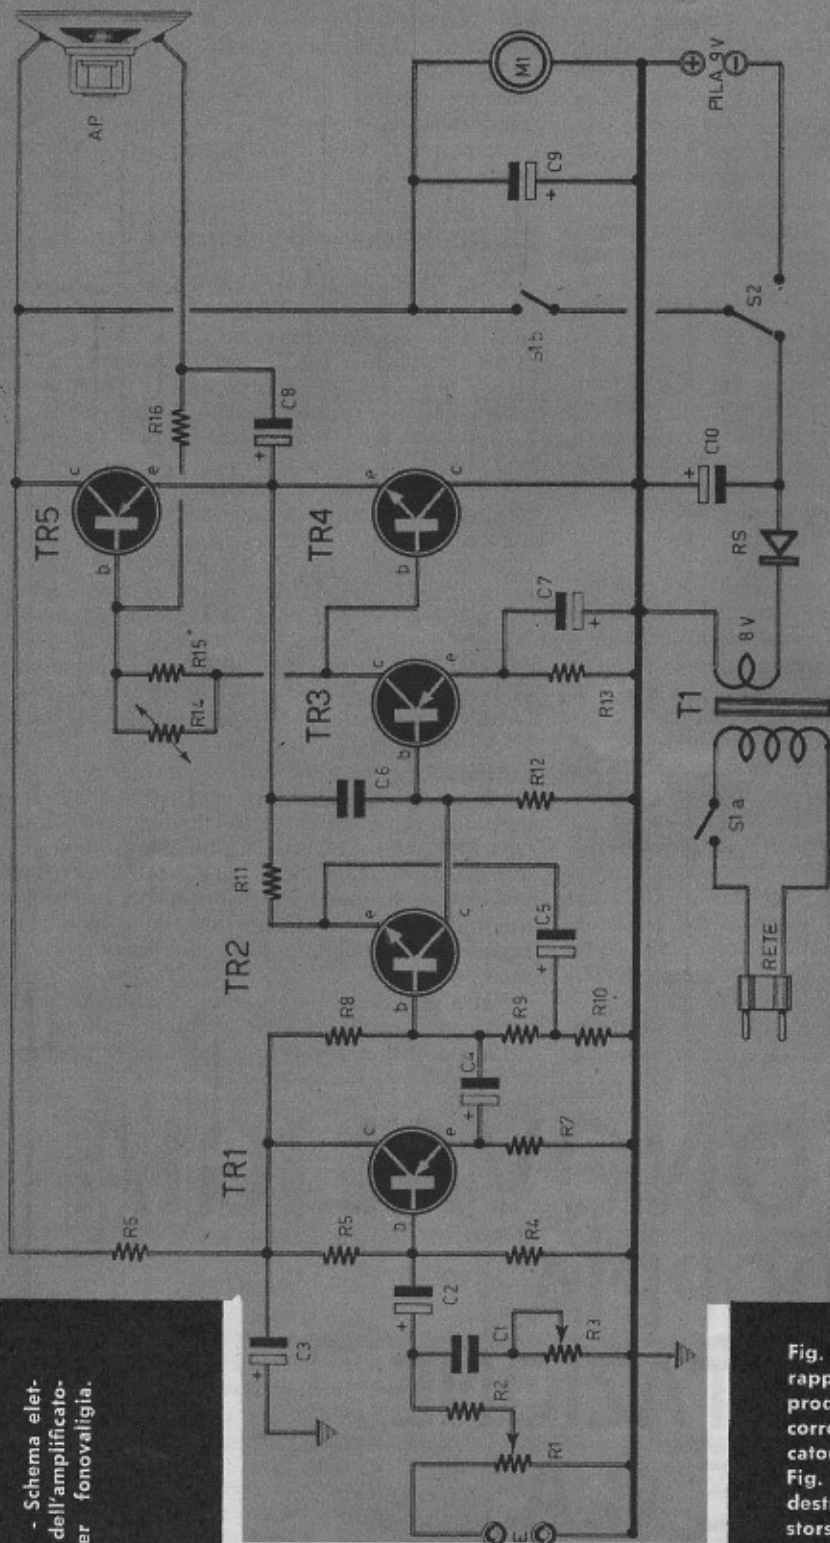 AP
M1
PILA 9V
C9
S1b
S2
C10
RS
8V
T1
S1a
RETE
R16
C8
TR5
c
e
b
TR4
e
c
b
R15*
R14
TR3
c
e
b
C7
R13
C6
R12
R11
TR2
e
c
b
C5
R8
R9
R10
C4
TR1
c
e
b
R7
R6
R5
R4
C3
C2
C1
R3
R2
R1
E
+
+
+
+
+
+
+
+
- Schema elet-
dell'amplificato-
er fonovaligia.
Fig.
rapp
prod
corre
cator
Fig.
destr
stors